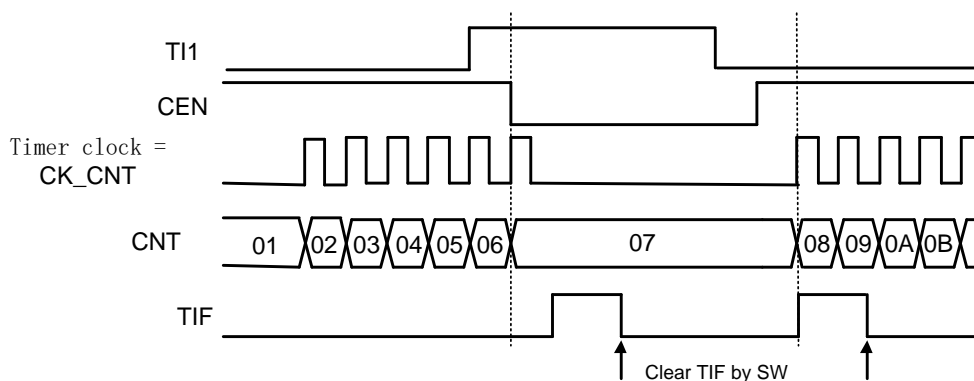 TI1
CEN
Timer clock =
CK_CNT
CNT
01 02 03 04 05 06 07 08 09 0A 0B
TIF
Clear TIF by SW